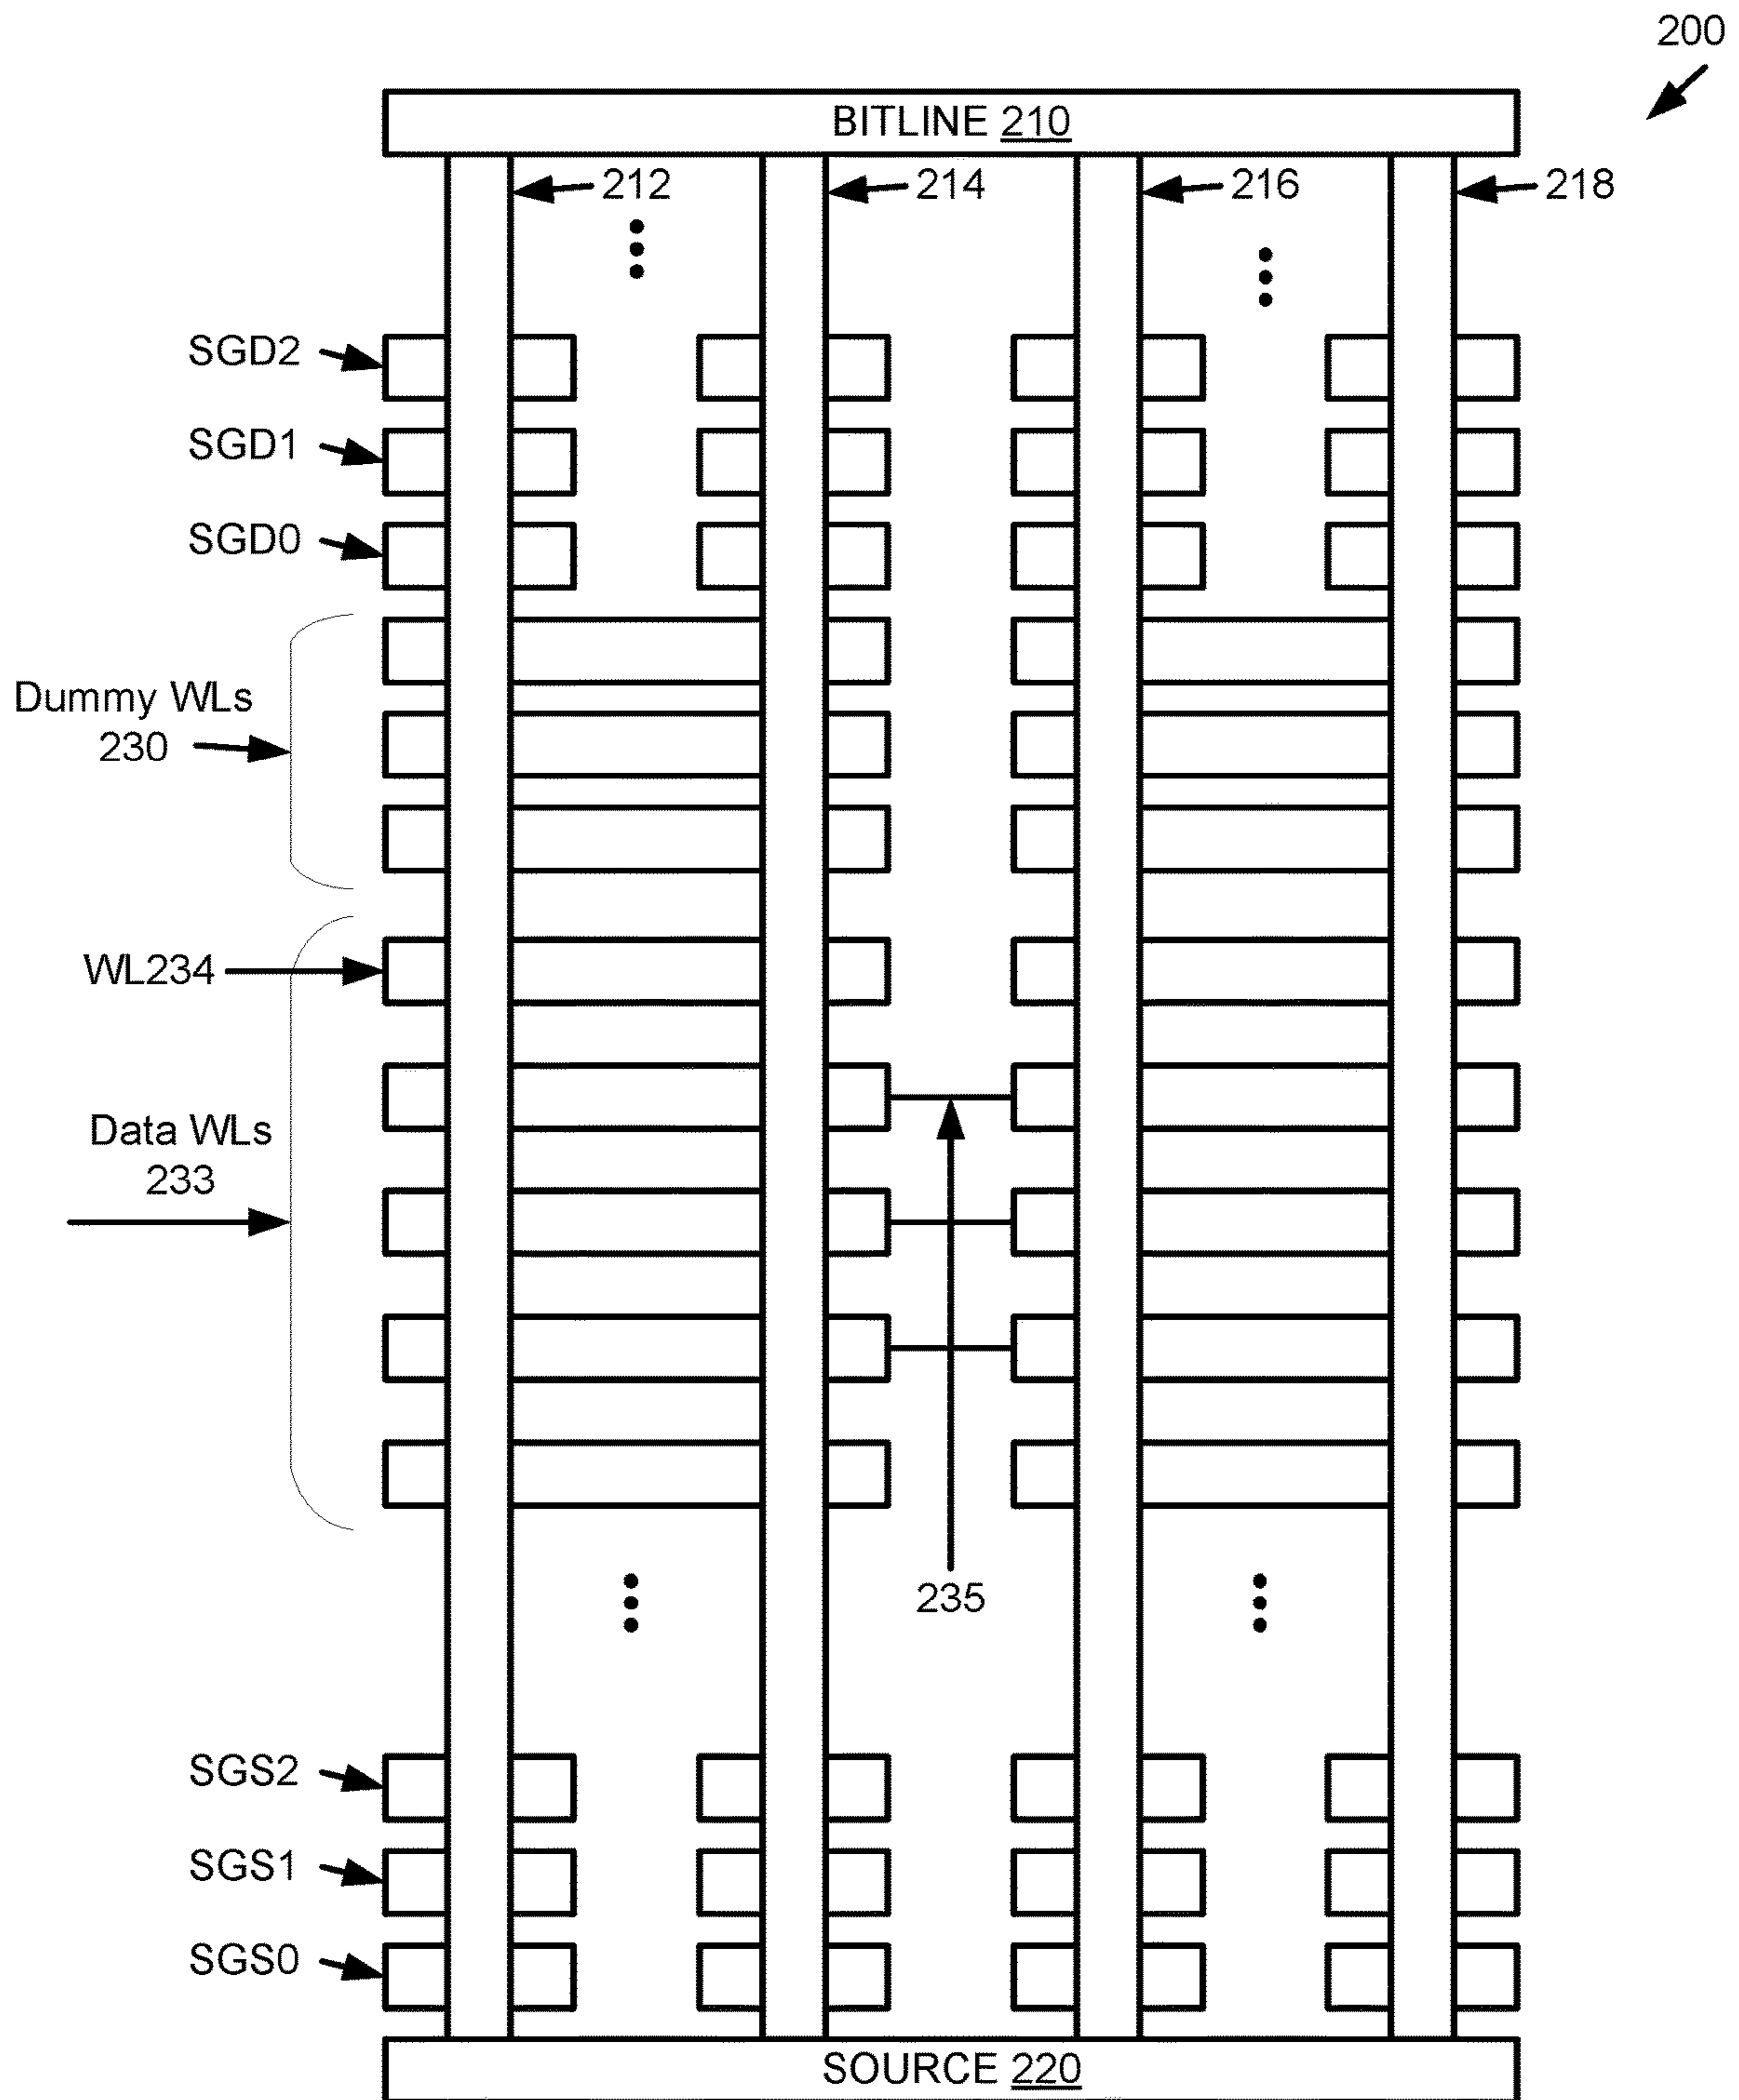 200
BITLINE 210
212
214
216
218
SGD2
SGD1
SGD0
Dummy WLs
230
WL234
Data WLs
233
235
SGS2
SGS1
SGS0
SOURCE 220